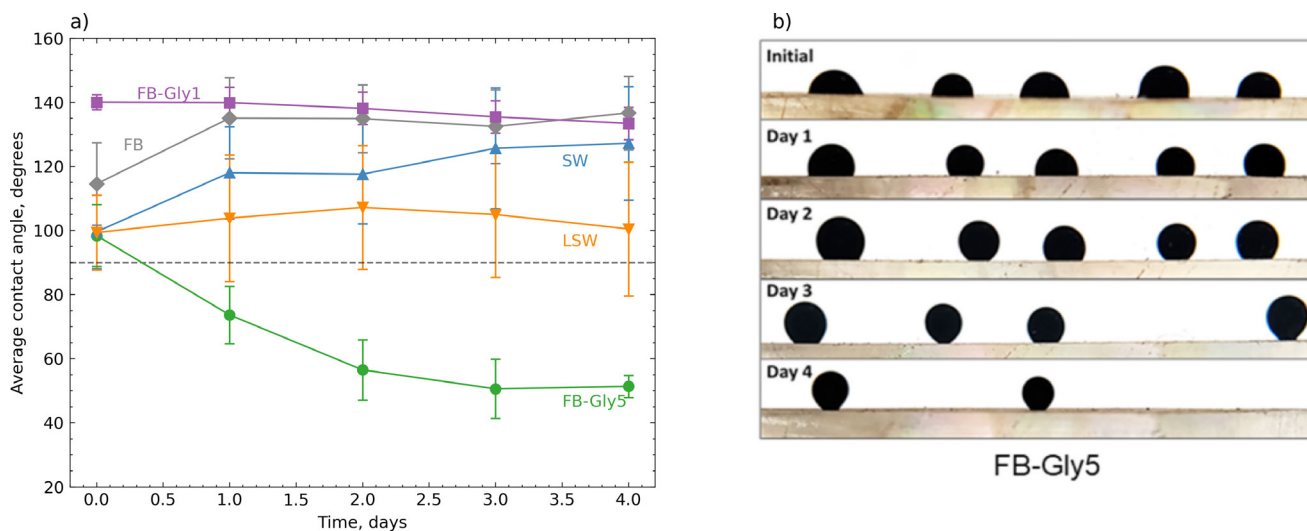 a)
160
140
120
100
80
60
40
20
Average contact angle, degrees
FB-Gly1
FB
SW
LSW
FB-Gly5
0.0 0.5 1.0 1.5 2.0 2.5 3.0 3.5 4.0
Time, days
b)
Initial
Day 1
Day 2
Day 3
Day 4
FB-Gly5